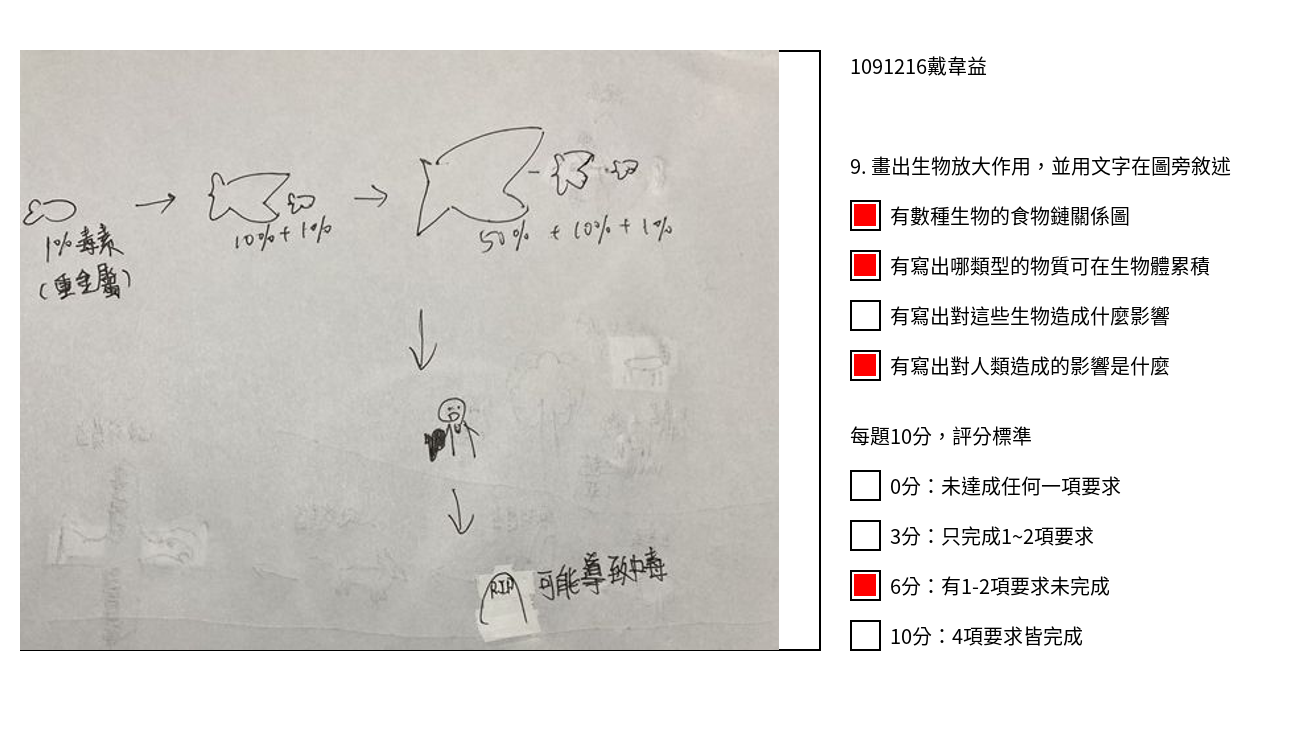 1%毒素
(重金屬)
10%+1%
50% + 10% + 1%
RIP
可能導致中毒
1091216戴韋益
9. 畫出生物放大作用，並用文字在圖旁敘述
有數種生物的食物鏈關係圖
有寫出哪類型的物質可在生物體累積
有寫出對這些生物造成什麼影響
有寫出對人類造成的影響是什麼
每題10分，評分標準
0分：未達成任何一項要求
3分：只完成1~2項要求
6分：有1-2項要求未完成
10分：4項要求皆完成